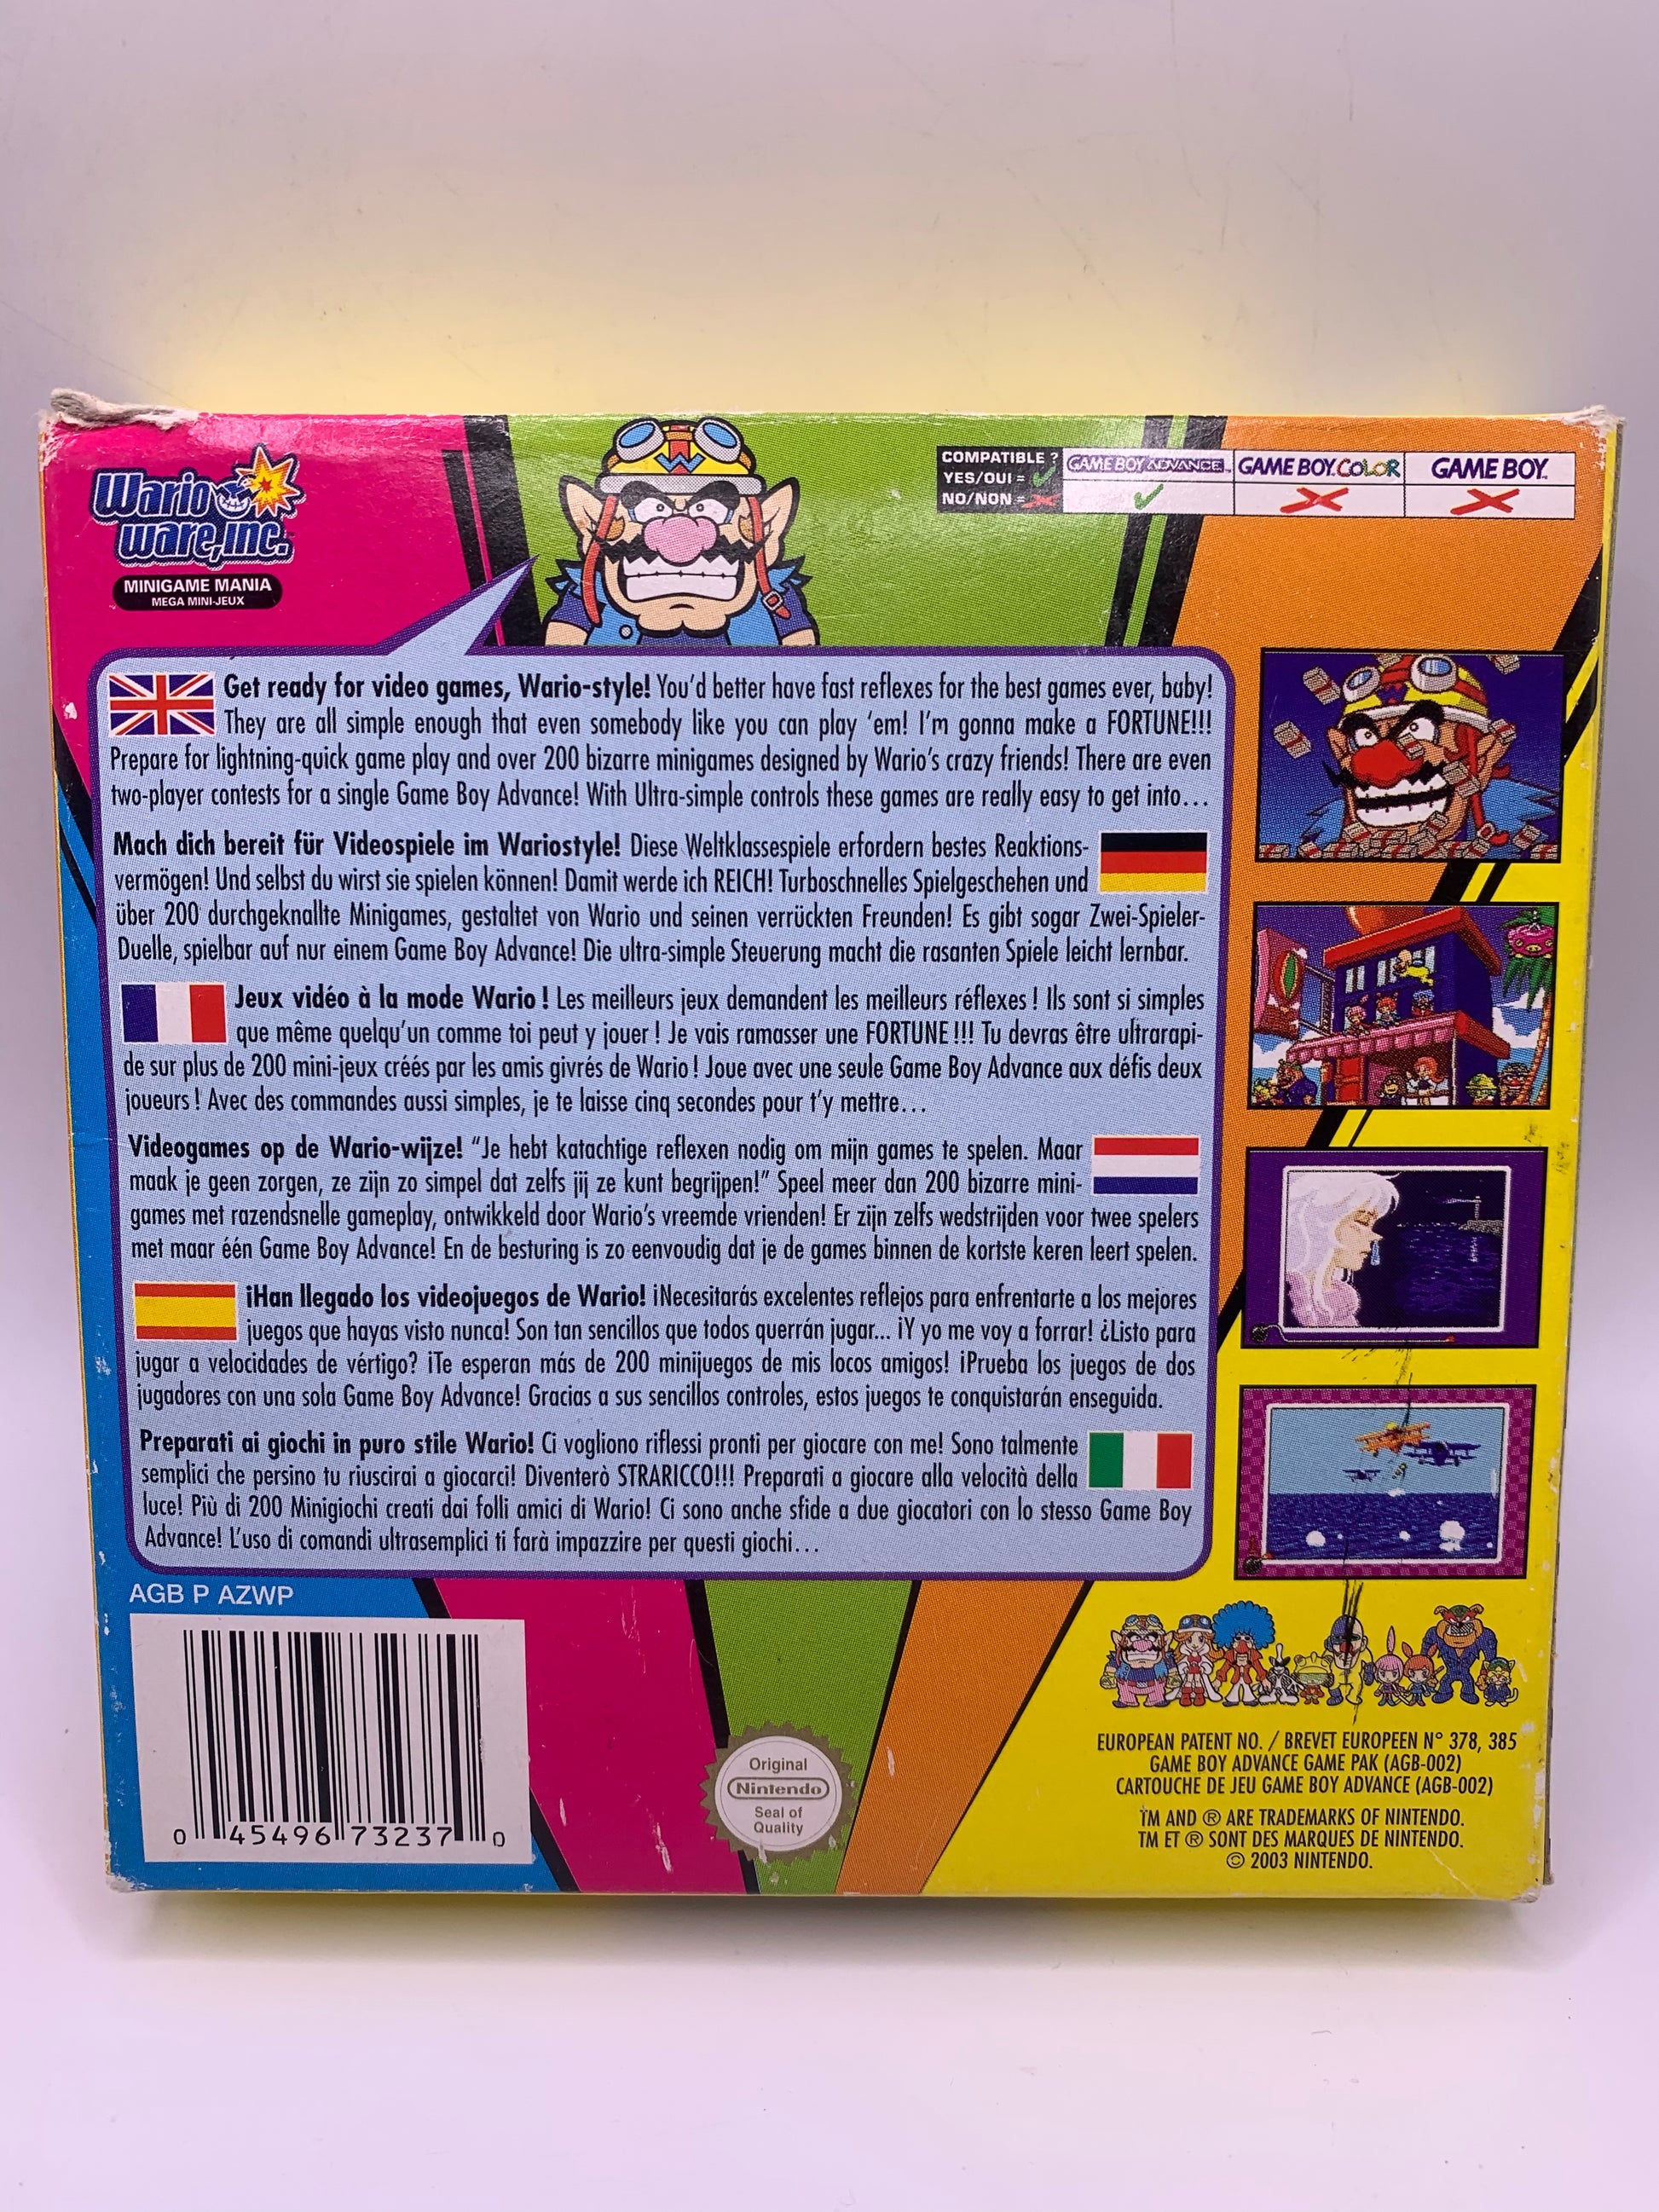 Wario
Ware, Inc.
MINIGAME MANIA
MEGA MINI-JEUX
W
COMPATIBLE ?
YES/OUI =
NO/NON =
GAME BOY ADVANCE™
GAME BOY COLOR
GAME BOY™
Get ready for video games, Wario-style! You'd better have fast reflexes for the best games ever, baby!
They are all simple enough that even somebody like you can play 'em! I'm gonna make a FORTUNE!!!
Prepare for lightning-quick game play and over 200 bizarre minigames designed by Wario's crazy friends! There are even
two-player contests for a single Game Boy Advance! With Ultra-simple controls these games are really easy to get into...
Mach dich bereit für Videospiele im Wariostyle! Diese Weltklassespiele erfordern bestes Reaktions-
vermögen! Und selbst du wirst sie spielen können! Damit werde ich REICH! Turboschnelles Spielgeschehen und
über 200 durchgeknallte Minigames, gestaltet von Wario und seinen verrückten Freunden! Es gibt sogar Zwei-Spieler-
Duelle, spielbar auf nur einem Game Boy Advance! Die ultra-simple Steuerung macht die rasanten Spiele leicht lernbar.
Jeux vidéo à la mode Wario ! Les meilleurs jeux demandent les meilleurs réflexes ! Ils sont si simples
que même quelqu'un comme toi peut y jouer ! Je vais ramasser une FORTUNE !!! Tu devras être ultrarapi-
de sur plus de 200 mini-jeux créés par les amis givrés de Wario ! Joue avec une seule Game Boy Advance aux défis deux
joueurs ! Avec des commandes aussi simples, je te laisse cinq secondes pour t'y mettre...
Videogames op de Wario-wijze! "Je hebt katachtige reflexen nodig om mijn games te spelen. Maar
maak je geen zorgen, ze zijn zo simpel dat zelfs jij ze kunt begrijpen!" Speel meer dan 200 bizarre mini-
games met razendsnelle gameplay, ontwikkeld door Wario's vreemde vrienden! Er zijn zelfs wedstrijden voor twee spelers
met maar één Game Boy Advance! En de besturing is zo eenvoudig dat je de games binnen de kortste keren leert spelen.
¡Han llegado los videojuegos de Wario! ¡Necesitarás excelentes reflejos para enfrentarte a los mejores
juegos que hayas visto nunca! Son tan sencillos que todos querrán jugar... ¡Y yo me voy a forrar! ¿Listo para
jugar a velocidades de vértigo? ¡Te esperan más de 200 minijuegos de mis locos amigos! ¡Prueba los juegos de dos
jugadores con una sola Game Boy Advance! Gracias a sus sencillos controles, estos juegos te conquistarán enseguida.
Preparati ai giochi in puro stile Wario! Ci vogliono riflessi pronti per giocare con me! Sono talmente
semplici che persino tu riuscirai a giocarci! Diventerò STRARICCO!!! Preparati a giocare alla velocità della
luce! Più di 200 Minigiochi creati dai folli amici di Wario! Ci sono anche sfide a due giocatori con lo stesso Game Boy
Advance! L'uso di comandi ultrasemplici ti farà impazzire per questi giochi...
AGB P AZWP
0 45496 73237 0
Original
Nintendo
Seal of
Quality
EUROPEAN PATENT NO. / BREVET EUROPEEN N° 378, 385
GAME BOY ADVANCE GAME PAK (AGB-002)
CARTOUCHE DE JEU GAME BOY ADVANCE (AGB-002)
TM AND ® ARE TRADEMARKS OF NINTENDO.
TM ET ® SONT DES MARQUES DE NINTENDO.
© 2003 NINTENDO.